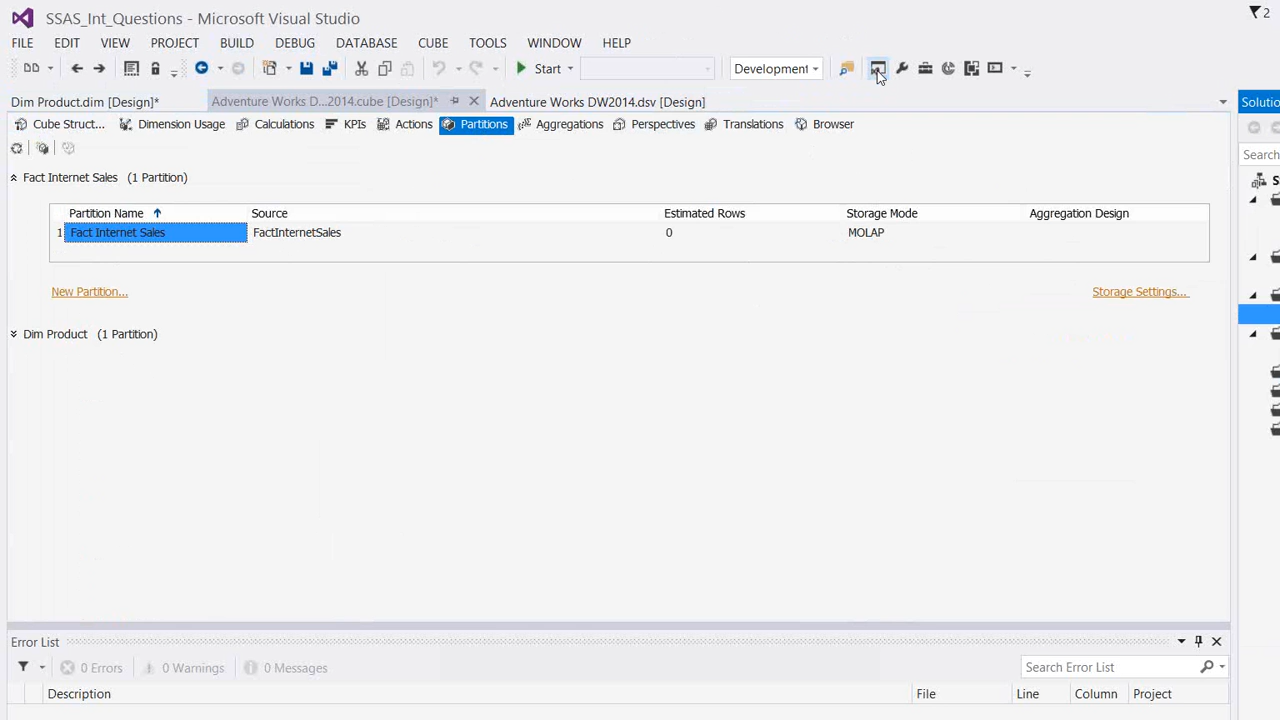 SSAS_Int_Questions - Microsoft Visual Studio
2
FILE EDIT VIEW PROJECT BUILD DEBUG DATABASE CUBE TOOLS WINDOW HELP
Start Development
Dim Product.dim [Design]* Adventure Works D...2014.cube [Design]* Adventure Works DW2014.dsv [Design]
Solutio
Cube Struct... Dimension Usage Calculations KPIs Actions Partitions Aggregations Perspectives Translations Browser
Search
Fact Internet Sales (1 Partition)
S
Partition Name Source Estimated Rows Storage Mode Aggregation Design
1 Fact Internet Sales FactInternetSales 0 MOLAP
New Partition... Storage Settings...
Dim Product (1 Partition)
Error List
0 Errors 0 Warnings 0 Messages Search Error List
Description File Line Column Project